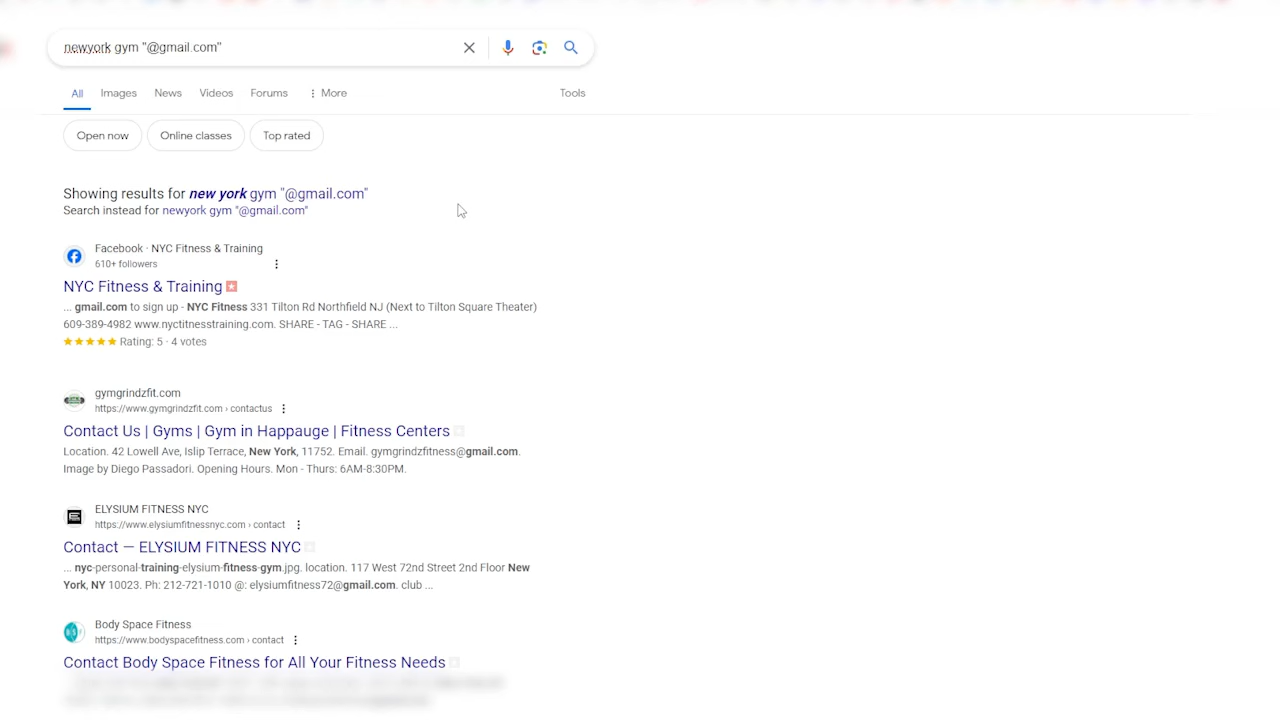 newyork gym "@gmail.com"
All Images News Videos Forums More Tools
Open now Online classes Top rated
Showing results for new york gym "@gmail.com"
Search instead for newyork gym "@gmail.com"
Facebook · NYC Fitness & Training
610+ followers
NYC Fitness & Training
... gmail.com to sign up - NYC Fitness 331 Tilton Rd Northfield NJ (Next to Tilton Square Theater)
609-389-4982 www.nyctitnesstraining.com. SHARE - TAG - SHARE ...
Rating: 5 · 4 votes
gymgrindzfit.com
https://www.gymgrindzfit.com › contactus
Contact Us | Gyms | Gym in Happauge | Fitness Centers
Location. 42 Lowell Ave, Islip Terrace, New York, 11752. Email. gymgrindzfitness@gmail.com.
Image by Diego Passadori. Opening Hours. Mon - Thurs: 6AM-8:30PM.
ELYSIUM FITNESS NYC
https://www.elysiumfitnessnyc.com › contact
Contact — ELYSIUM FITNESS NYC
... nyc-personal-training-elysium-fitness-gym.jpg. location. 117 West 72nd Street 2nd Floor New
York, NY 10023. Ph: 212-721-1010 @: elysiumfitness72@gmail.com. club ...
Body Space Fitness
https://www.bodyspacefitness.com › contact
Contact Body Space Fitness for All Your Fitness Needs